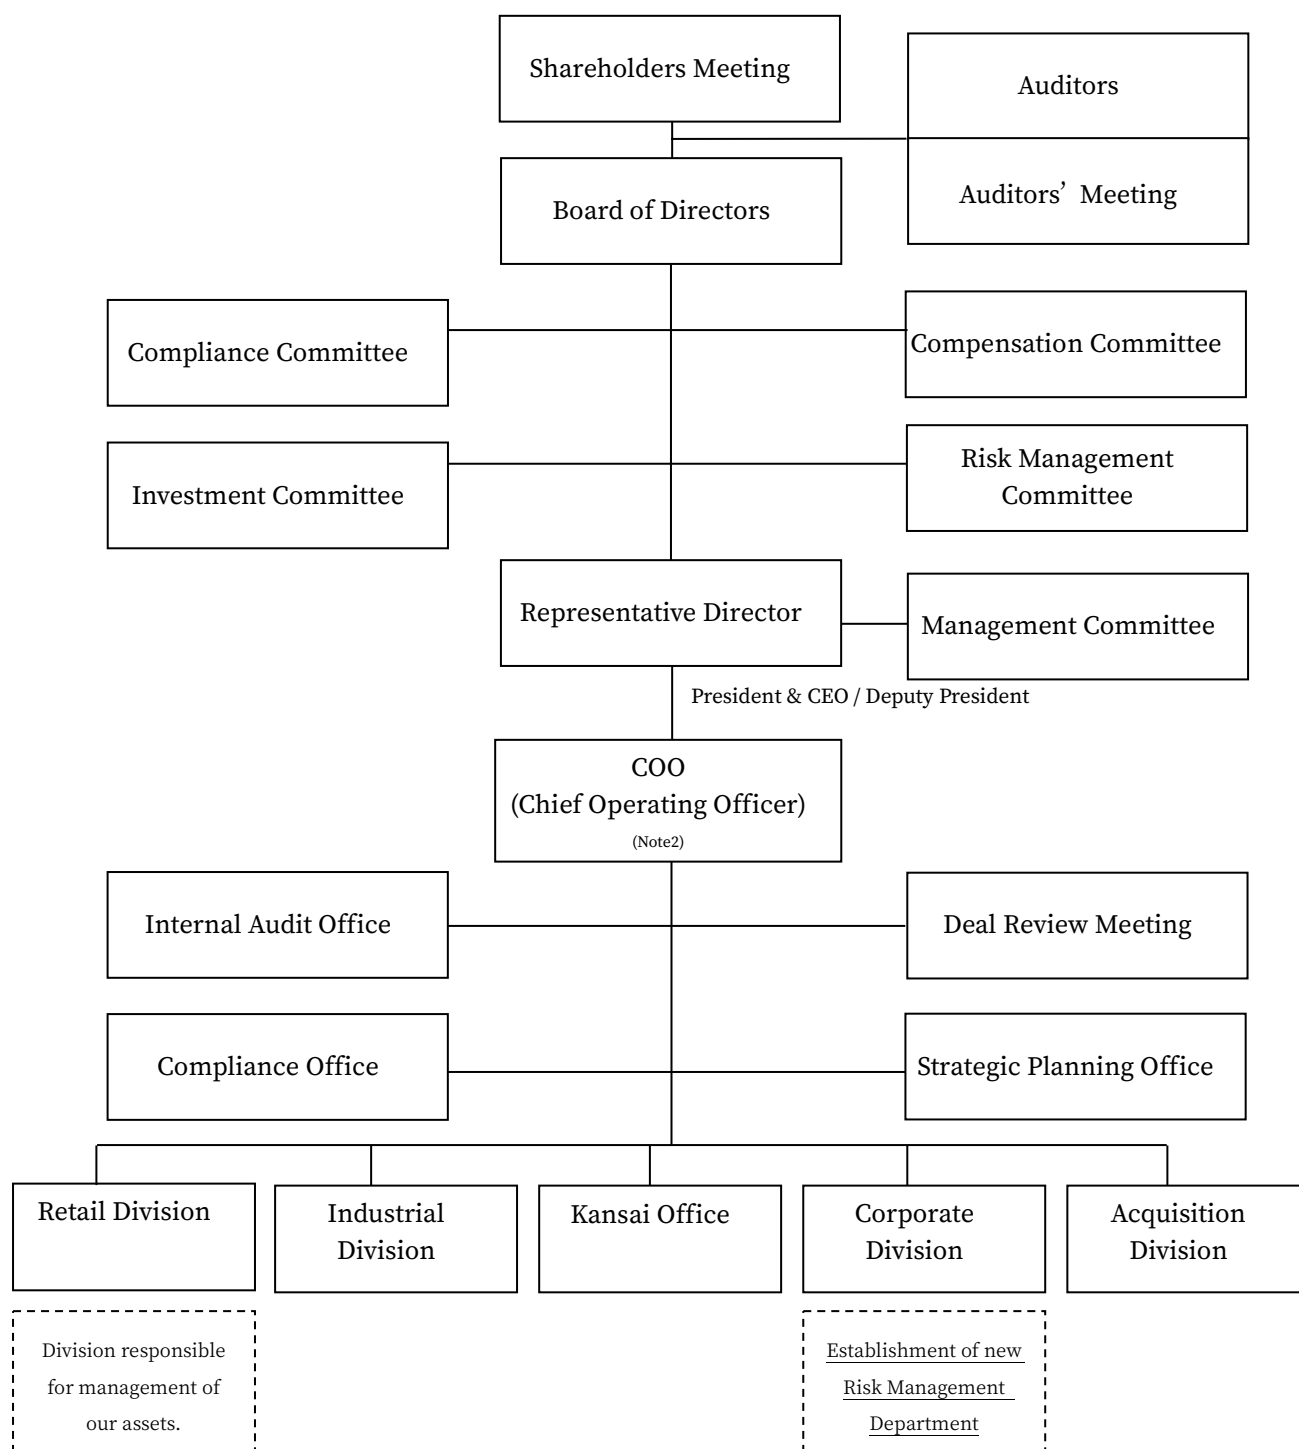 Shareholders Meeting
Auditors
Auditors’ Meeting
Board of Directors
Compliance Committee
Compensation Committee
Investment Committee
Risk Management
Committee
Representative Director
Management Committee
President & CEO / Deputy President
COO
(Chief Operating Officer)
(Note2)
Internal Audit Office
Deal Review Meeting
Compliance Office
Strategic Planning Office
Retail Division
Industrial
Division
Kansai Office
Corporate
Division
Acquisition
Division
Division responsible
for management of
our assets.
Establishment of new
Risk Management
Department